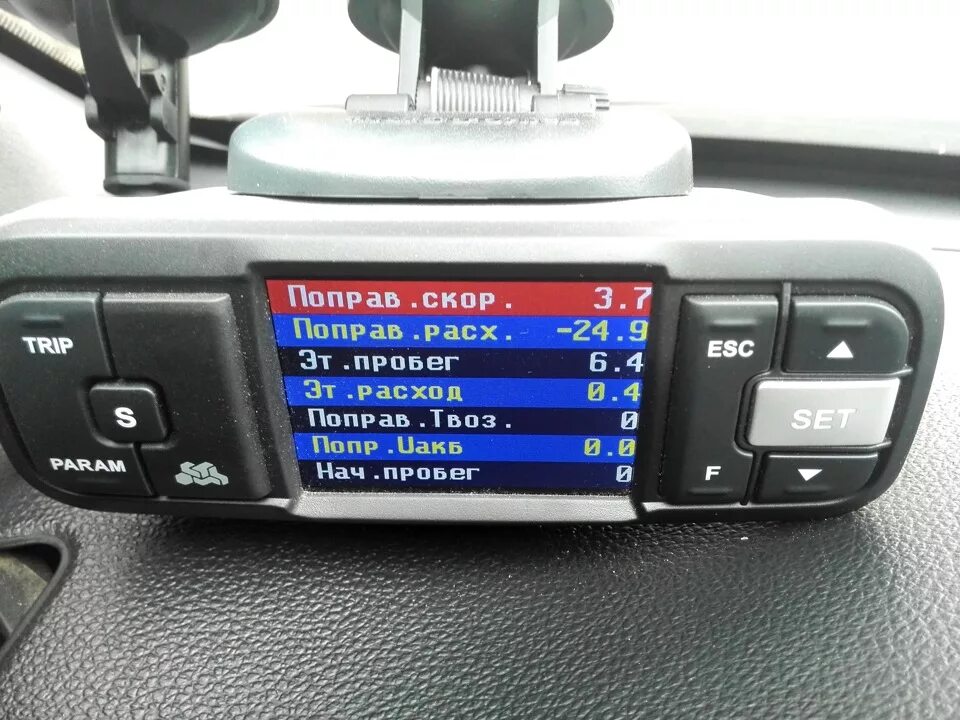 TRIP
S
PARAM
Поправ.скор. 3.7
Поправ.расх. -24.9
Эт.пробег 6.4
Эт.расход 0.4
Поправ.Твоз. 0
Попр.Uакб 0.0
Нач.пробег 0
ESC
SET
F